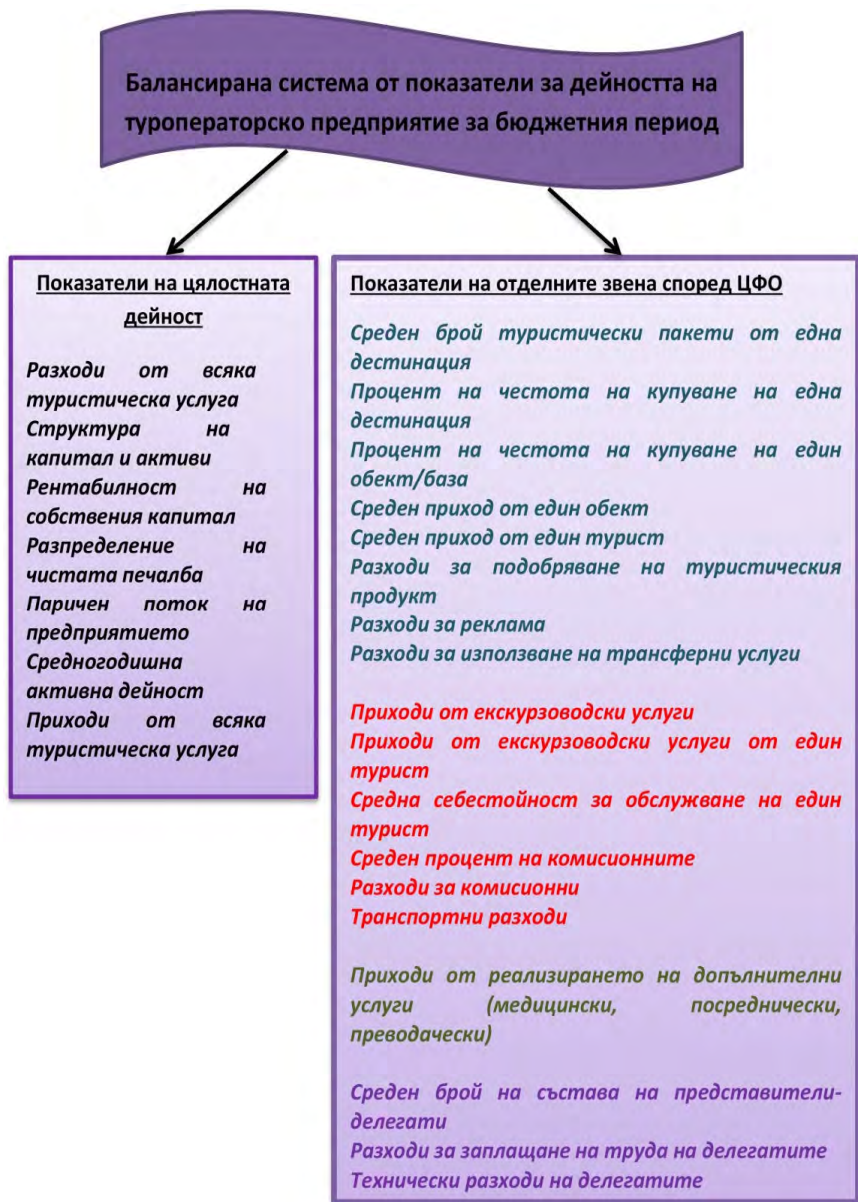 Балансирана система от показатели за дейността на
туроператорско предприятие за бюджетния период
Показатели на цялостната
дейност
Разходи от всяка
туристическа услуга
Структура на
капитал и активи
Рентабилност на
собствения капитал
Разпределение на
чистата печалба
Паричен поток на
предприятието
Средногодишна
активна дейност
Приходи от всяка
туристическа услуга
Показатели на отделните звена според ЦФО
Среден брой туристически пакети от една
дестинация
Процент на честота на купуване на една
дестинация
Процент на честота на купуване на един
обект/база
Среден приход от един обект
Среден приход от един турист
Разходи за подобряване на туристическия
продукт
Разходи за реклама
Разходи за използване на трансферни услуги
Приходи от екскурзоводски услуги
Приходи от екскурзоводски услуги от един
турист
Средна себестойност за обслужване на един
турист
Среден процент на комисионните
Разходи за комисионни
Транспортни разходи
Приходи от реализирането на допълнителни
услуги (медицински, посреднически,
преводачески)
Среден брой на състава на представители-
делегати
Разходи за заплащане на труда на делегатите
Технически разходи на делегатите